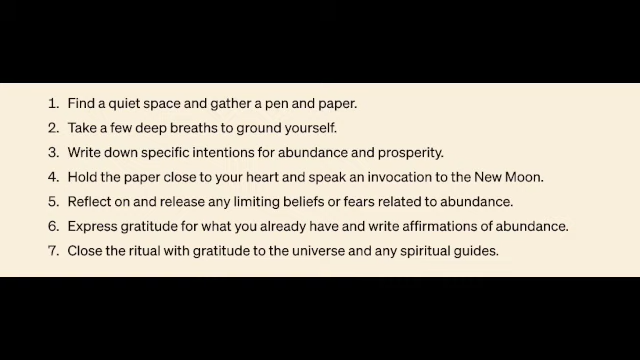 1. Find a quiet space and gather a pen and paper.
2. Take a few deep breaths to ground yourself.
3. Write down specific intentions for abundance and prosperity.
4. Hold the paper close to your heart and speak an invocation to the New Moon.
5. Reflect on and release any limiting beliefs or fears related to abundance.
6. Express gratitude for what you already have and write affirmations of abundance.
7. Close the ritual with gratitude to the universe and any spiritual guides.